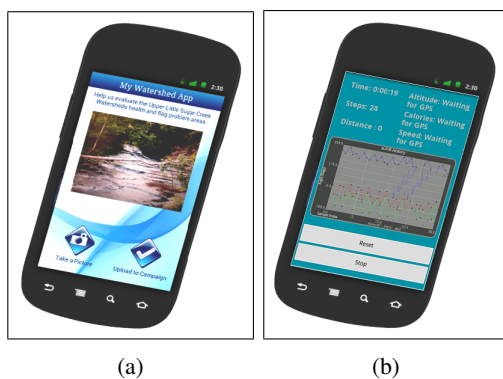 2:30
My Watershed App
Help us evaluate the Upper Little Sugar Creek
Watersheds health and flag problem areas
Take a Picture
Upload to Campaign
(a)
2:30
Time: 0:00:19
Steps: 24
Distance : 0
Altitude: Waiting
for GPS
Calories: Waiting
for GPS
Speed: Waiting
for GPS
Reset
Stop
(b)